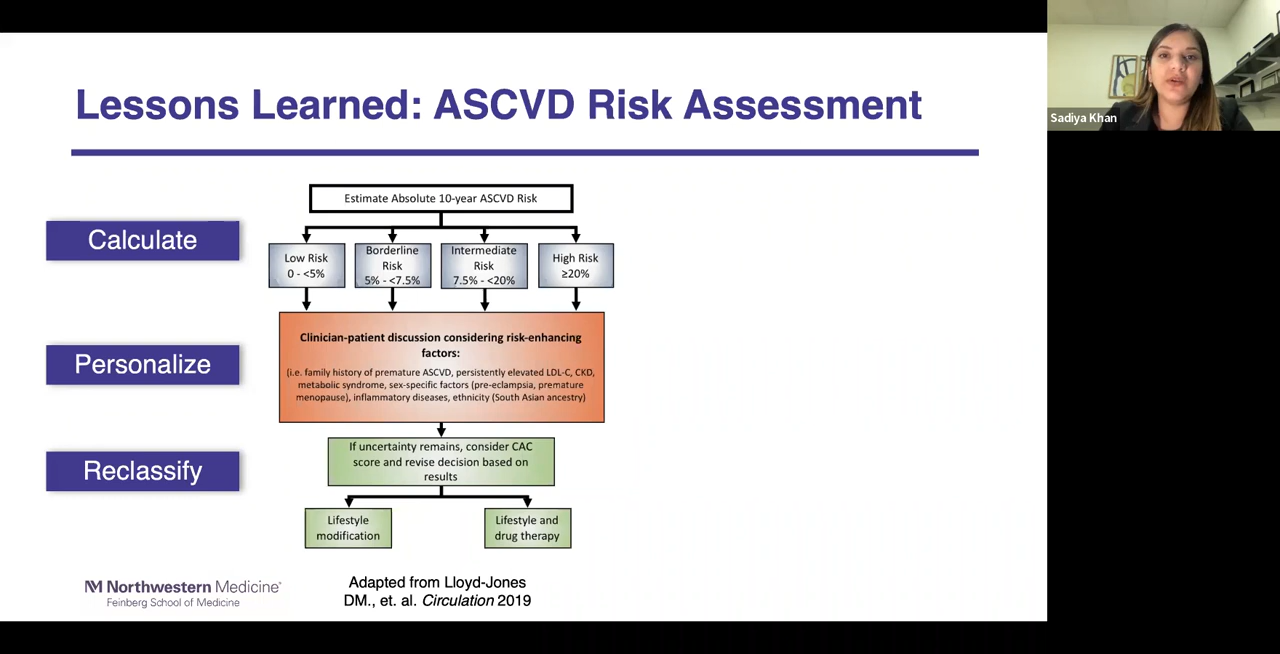 Lessons Learned: ASCVD Risk Assessment
Sadiya Khan
Calculate
Estimate Absolute 10-year ASCVD Risk
Low Risk
0 - <5%
Borderline
Risk
5% - <7.5%
Intermediate
Risk
7.5% - <20%
High Risk
≥20%
Personalize
Clinician-patient discussion considering risk-enhancing
factors:
(i.e. family history of premature ASCVD, persistently elevated LDL-C, CKD,
metabolic syndrome, sex-specific factors (pre-eclampsia, premature
menopause), inflammatory diseases, ethnicity (South Asian ancestry)
Reclassify
If uncertainty remains, consider CAC
score and revise decision based on
results
Lifestyle
modification
Lifestyle and
drug therapy
NM Northwestern Medicine®
Feinberg School of Medicine
Adapted from Lloyd-Jones
DM., et. al. Circulation 2019